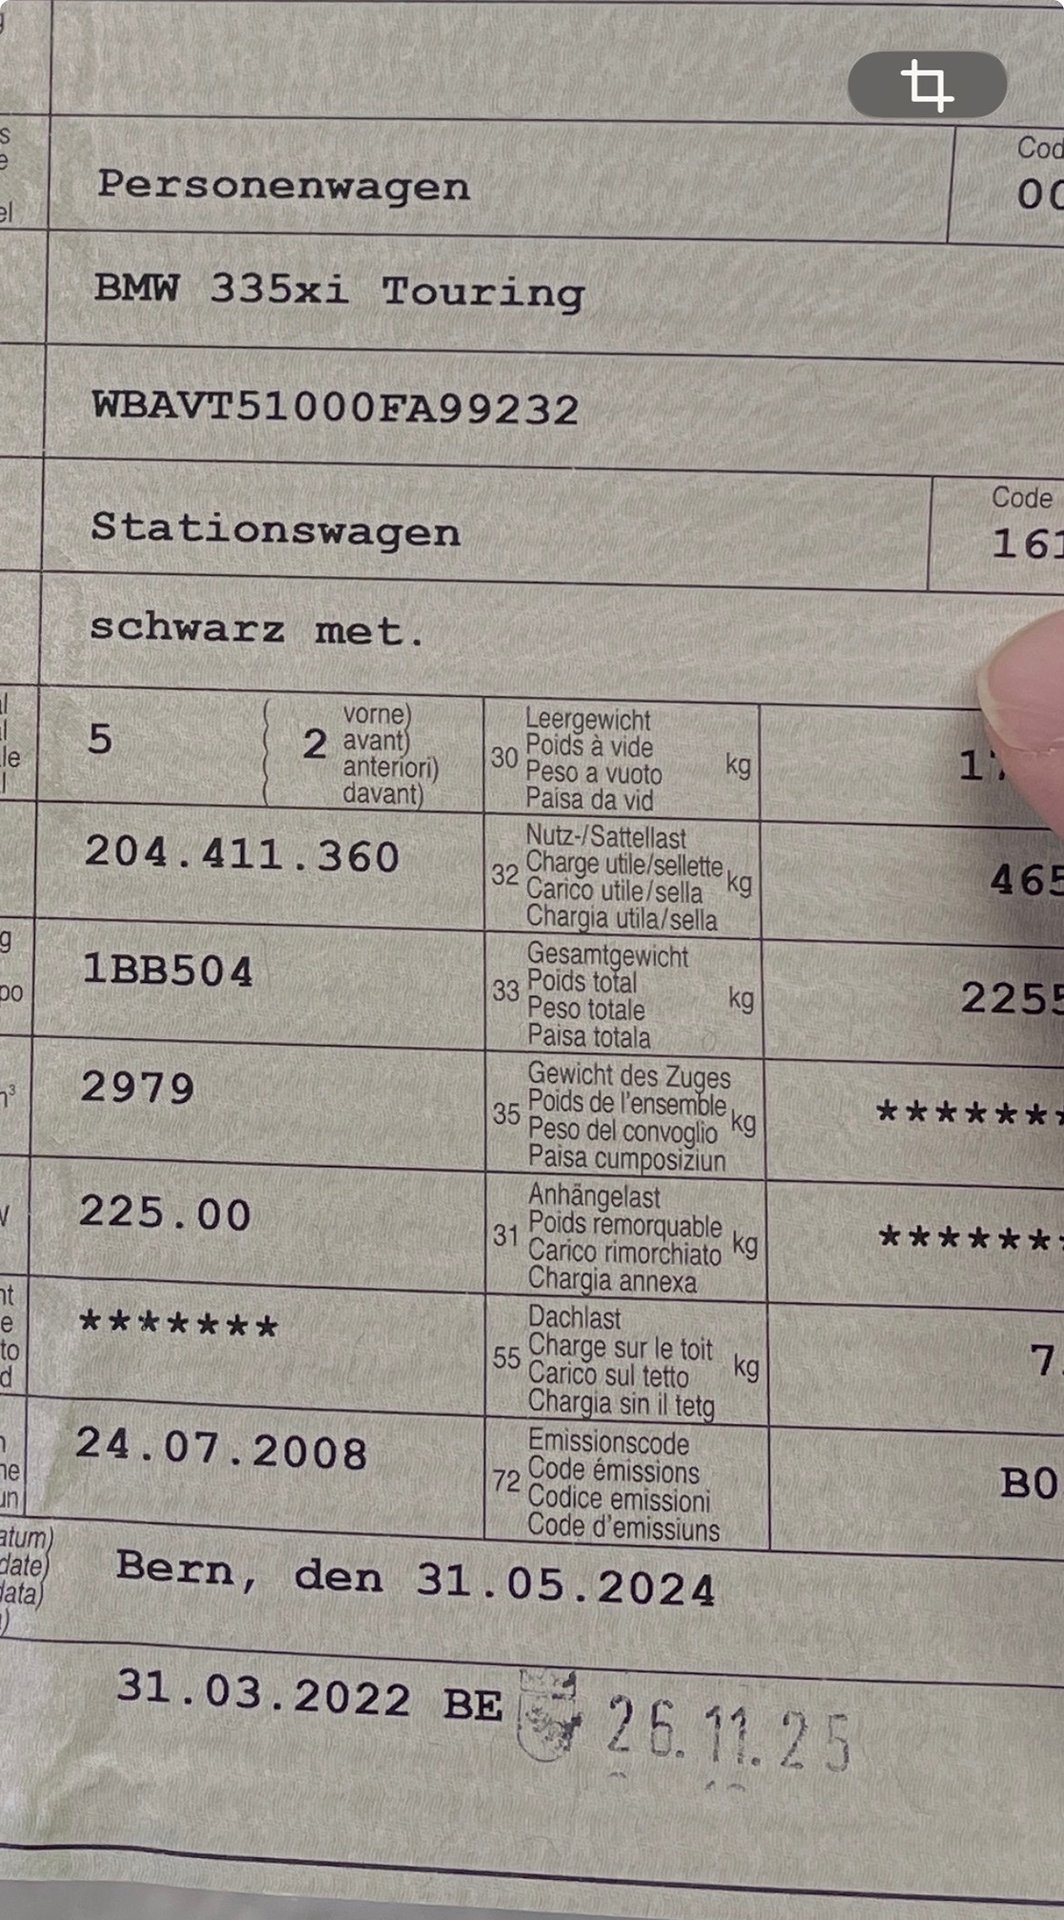 Cod
Personenwagen
BMW 335xi Touring
WBAVT51000FA99232
Code
Stationswagen 161
schwarz met.
5 2 vorne)
avant)
anteriori)
davant)
30 Leergewicht
Poids à vide
Peso a vuoto
Paisa da vid
kg
204.411.360
32 Nutz-/Sattellast
Charge utile/sellette
Carico utile/sella
Chargia utila/sella
kg 465
1BB504
33 Gesamtgewicht
Poids total
Peso totale
Paisa totala
kg 2255
2979
35 Gewicht des Zuges
Poids de l'ensemble
Peso del convoglio
Paisa cumposiziun
kg *******
225.00
31 Anhängelast
Poids remorquable
Carico rimorchiato
Chargia annexa
kg *******
*******
55 Dachlast
Charge sur le toit
Carico sul tetto
Chargia sin il tetg
kg 7
24.07.2008
72 Emissionscode
Code émissions
Codice emissioni
Code d'emissiuns
B0
Bern, den 31.05.2024
31.03.2022 BE 26.11.25